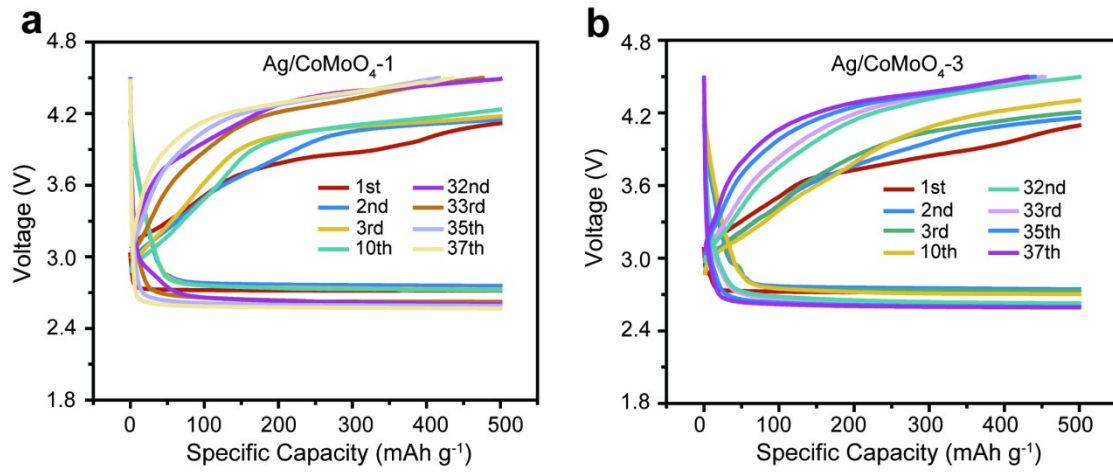 a
Ag/CoMoO₄-1
4.8
4.2
3.6
3.0
2.4
1.8
Voltage (V)
1st
2nd
3rd
10th
32nd
33rd
35th
37th
0 100 200 300 400 500
Specific Capacity (mAh g⁻¹)
b
Ag/CoMoO₄-3
4.8
4.2
3.6
3.0
2.4
1.8
Voltage (V)
1st
2nd
3rd
10th
32nd
33rd
35th
37th
0 100 200 300 400 500
Specific Capacity (mAh g⁻¹)